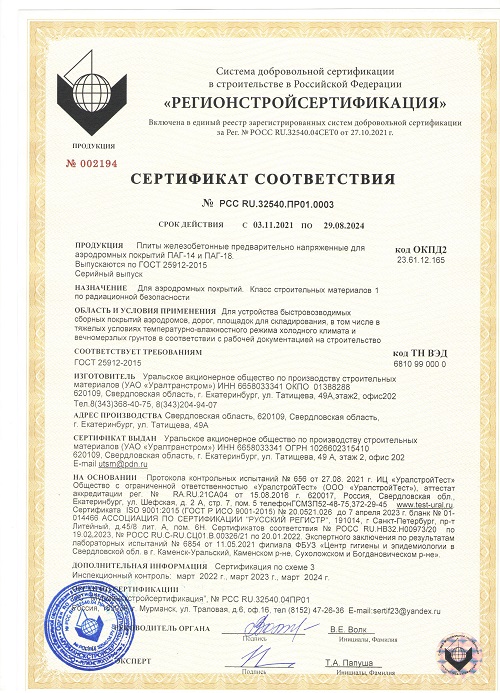 Система добровольной сертификации
в строительстве в Российской Федерации
«РЕГИОНСТРОЙСЕРТИФИКАЦИЯ»
Включена в единый реестр зарегистрированных систем добровольной сертификации
за Рег. № РОСС RU.32540.04СЕТ0 от 27.10.2021 г.
ПРОДУКЦИЯ
№ 002194
СЕРТИФИКАТ СООТВЕТСТВИЯ
№ РСС RU.32540.ПР01.0003
СРОК ДЕЙСТВИЯ С 03.11.2021 ПО 29.08.2024
ПРОДУКЦИЯ Плиты железобетонные предварительно напряженные для
аэродромных покрытий ПАГ-14 и ПАГ-18.
Выпускаются по ГОСТ 25912-2015
Серийный выпуск
код ОКПД2
23.61.12.165
НАЗНАЧЕНИЕ Для аэродромных покрытий. Класс строительных материалов 1
по радиационной безопасности
ОБЛАСТЬ И УСЛОВИЯ ПРИМЕНЕНИЯ Для устройства быстровозводимых
сборных покрытий аэродромов, дорог, площадок для складирования, в том числе в
тяжелых условиях температурно-влажностного режима холодного климата и
вечномерзлых грунтов в соответствии с рабочей документацией на строительство
СООТВЕТСТВУЕТ ТРЕБОВАНИЯМ
ГОСТ 25912-2015
код ТН ВЭД
6810 99 000 0
ИЗГОТОВИТЕЛЬ Уральское акционерное общество по производству строительных
материалов (УАО «Уралтрансtром») ИНН 6658033341 ОКПО 01388288
620109, Свердловская область, г. Екатеринбург, ул. Татищева, 49А,этаж2, офис202
Тел.8(343)368-40-75, 8(343)204-94-07
АДРЕС ПРОИЗВОДСТВА Свердловская область, 620109, Свердловская область,
г. Екатеринбург, ул. Татищева, 49А
СЕРТИФИКАТ ВЫДАН Уральское акционерное общество по производству строительных
материалов (УАО «Уралтрансtром») ИНН 6658033341 ОГРН 1026602315410
620109, Свердловская область, г. Екатеринбург, ул. Татищева, 49 А, этаж 2, офис 202
E-mail utsm@pdn.ru
НА ОСНОВАНИИ Протокола контрольных испытаний № 656 от 27.08. 2021 г. ИЦ «УралстройТест»
Общество с ограниченной ответственностью «УралстройТест» (ООО «УралстройТест»), аттестат
аккредитации рег. № RA.RU.21СА04 от 15.08.2016 г. 620017, Россия, Свердловская обл.,
Екатеринбург, ул. Шефская, д. 2 А, стр. 7, пом. 5 телефон 75-48-75,372-29-45 www.test-ural.ru.
Сертификата ISO 9001:2015 (ГОСТ Р ИСО 9001-2015) № 20.0521.026 до 7 апреля 2023 г. бланк № 01-
014466 АССОЦИАЦИЯ ПО СЕРТИФИКАЦИИ "РУССКИЙ РЕГИСТР", 191014, г Санкт-Петербург, пр-т
Литейный, д.45/8 лит. А, пом. 6Н. Сертификатов соответствия № РОСС RU.НВ32.Н00973/20 по
19.02.2023, № РОСС RU.С-RU.СЦ01.В.00326/21 по 20.01.2022. Экспертного заключения по результатам
лабораторных испытаний № 6854 от 11.05.2021 филиала ФБУЗ "Центр гигиены и эпидемиологии в
Свердловской обл. в г. Каменск-Уральский, Каменском р-не, Сухоложском и Богдановичском р-не».
ДОПОЛНИТЕЛЬНАЯ ИНФОРМАЦИЯ Сертификация по схеме 3
Инспекционный контроль: март 2022 г., март 2023 г., март 2024 г.
№ РСС RU.32540.04ПР01
Россия, г. Мурманск, ул. Траловая, д.6, оф.16, тел (8152) 47-26-36 E-mail:sertif23@yandex.ru
РУКОВОДИТЕЛЬ ОРГАНА
В.Е. Волк
Подпись
Инициалы, Фамилия
ЭКСПЕРТ
Т.А. Папуша
Подпись
Инициалы, Фамилия